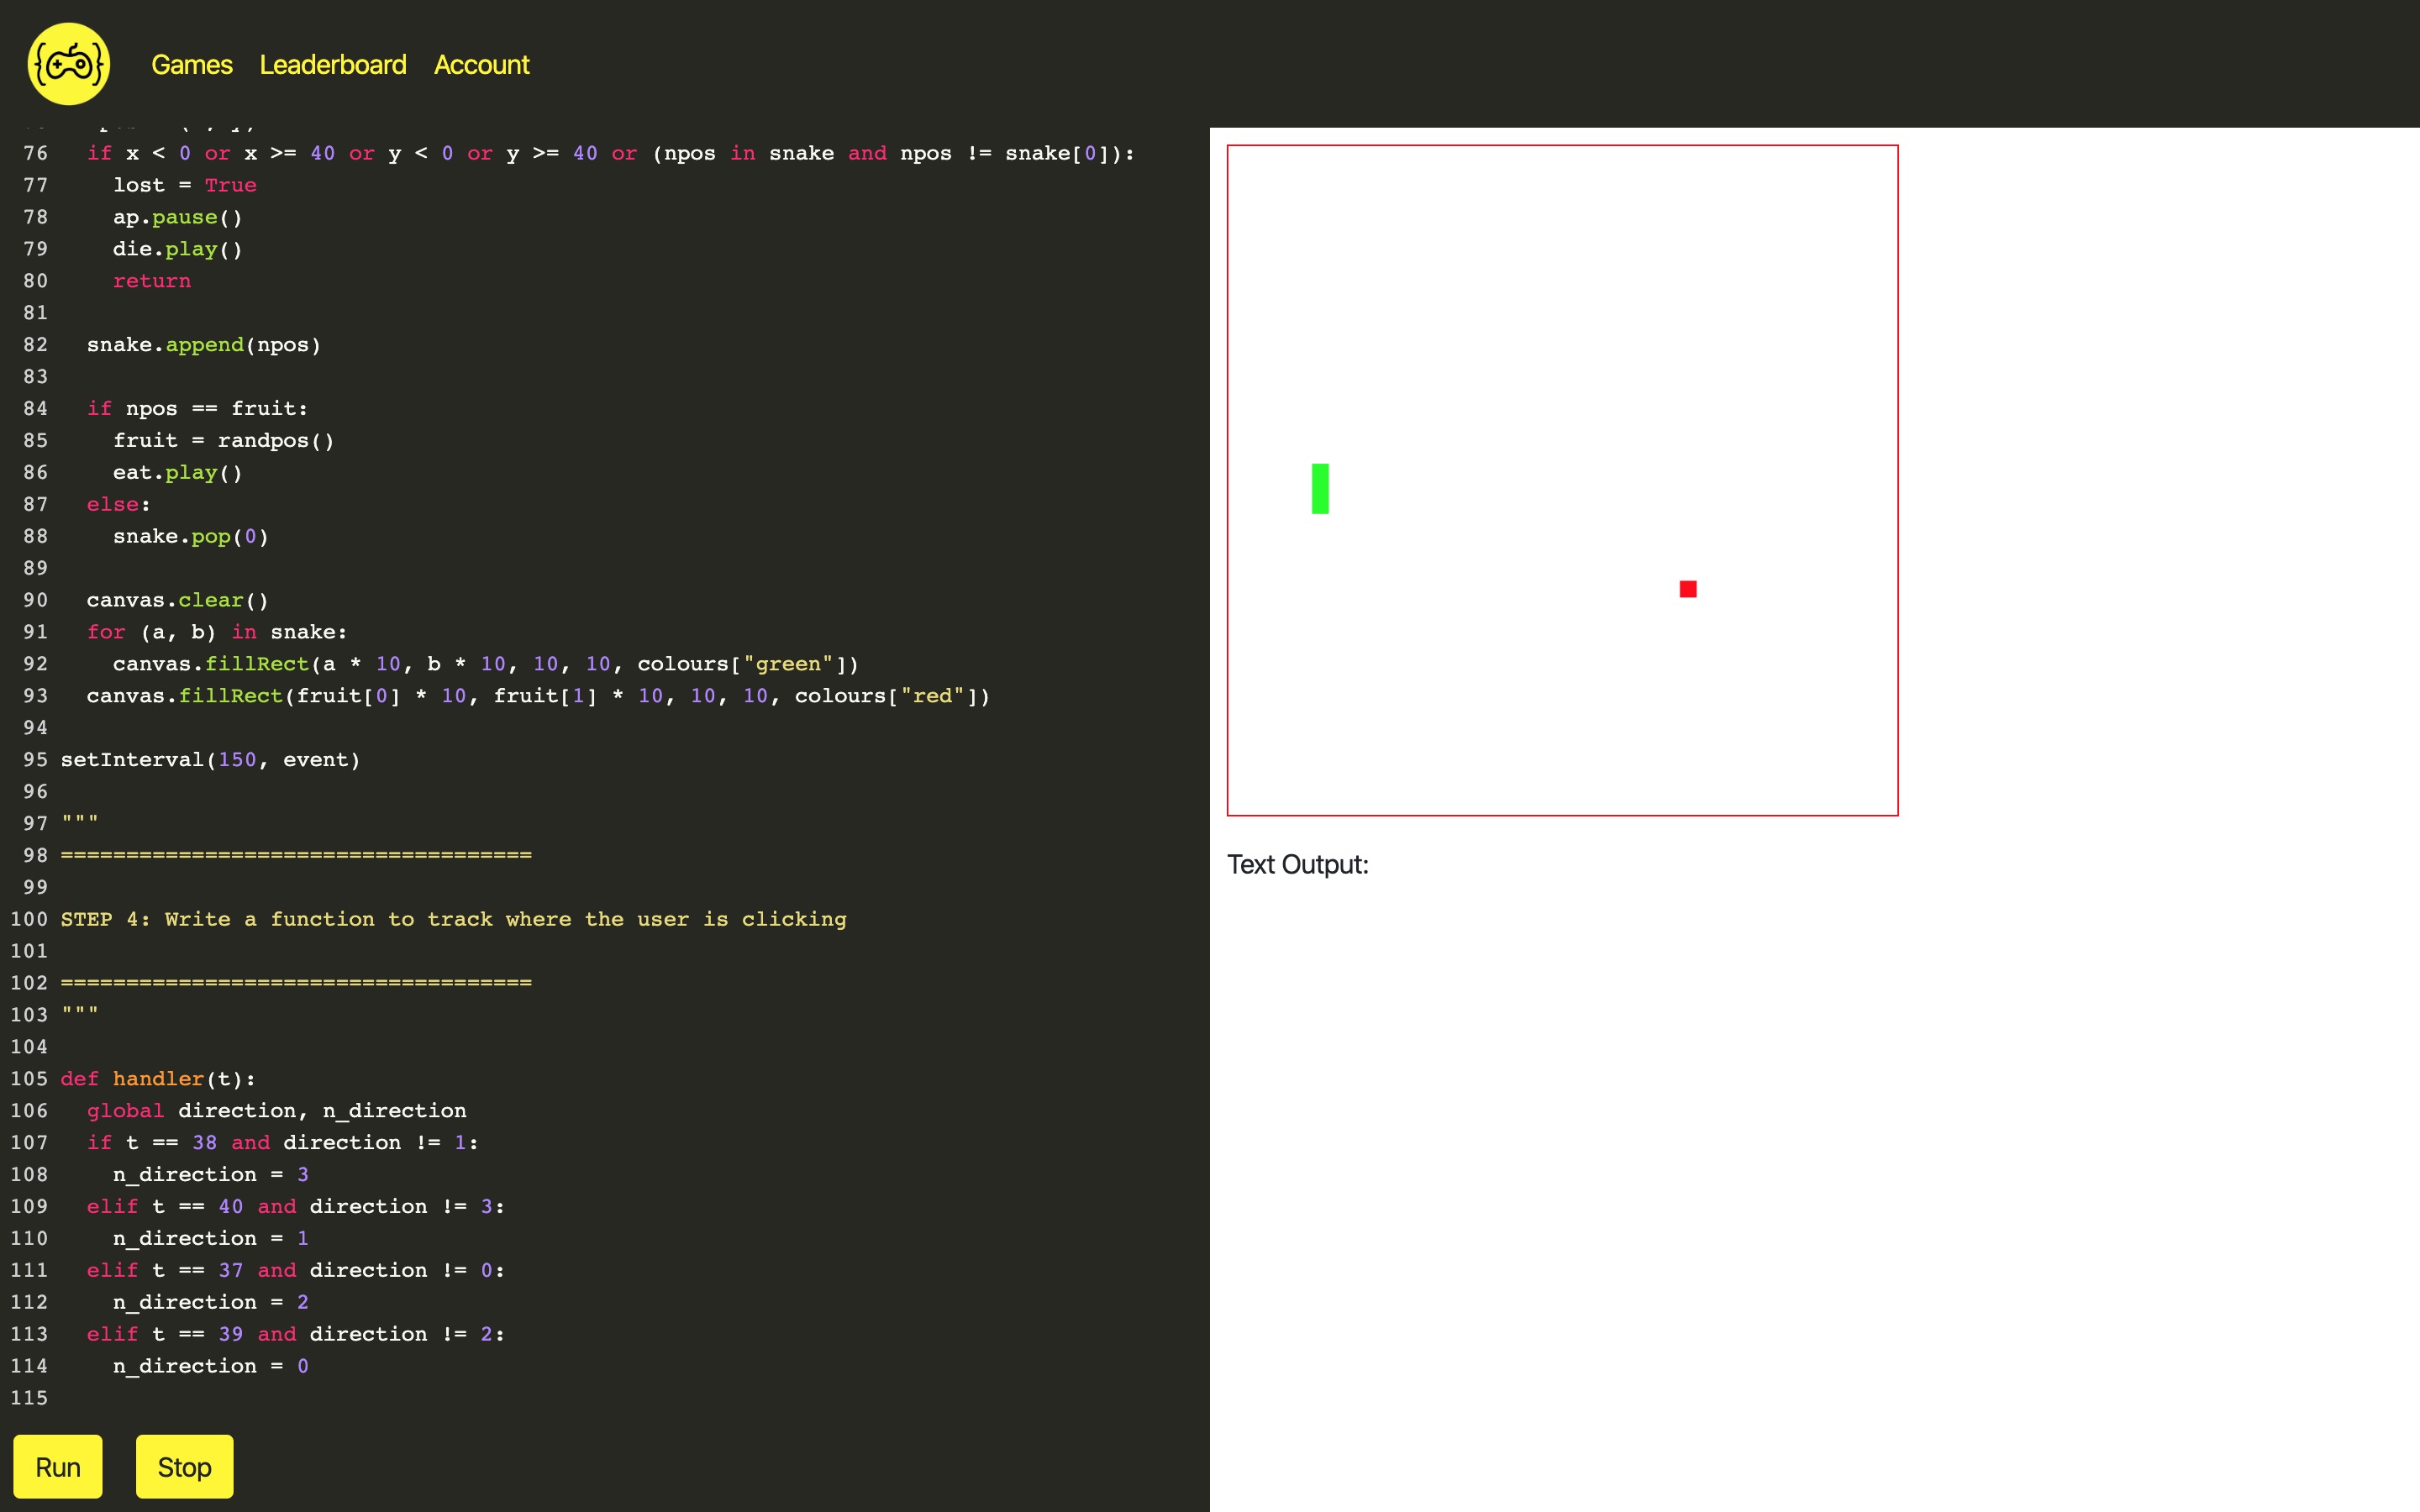 Games Leaderboard Account
76 if x < 0 or x >= 40 or y < 0 or y >= 40 or (npos in snake and npos != snake[0]):
77 lost = True
78 ap.pause()
79 die.play()
80 return
81
82 snake.append(npos)
83
84 if npos == fruit:
85 fruit = randpos()
86 eat.play()
87 else:
88 snake.pop(0)
89
90 canvas.clear()
91 for (a, b) in snake:
92 canvas.fillRect(a * 10, b * 10, 10, 10, colours["green"])
93 canvas.fillRect(fruit[0] * 10, fruit[1] * 10, 10, 10, colours["red"])
94
95 setInterval(150, event)
96
97 """
98 ====================================
99
100 STEP 4: Write a function to track where the user is clicking
101
102 ====================================
103 """
104
105 def handler(t):
106 global direction, n_direction
107 if t == 38 and direction != 1:
108 n_direction = 3
109 elif t == 40 and direction != 3:
110 n_direction = 1
111 elif t == 37 and direction != 0:
112 n_direction = 2
113 elif t == 39 and direction != 2:
114 n_direction = 0
115
Run Stop
Text Output: